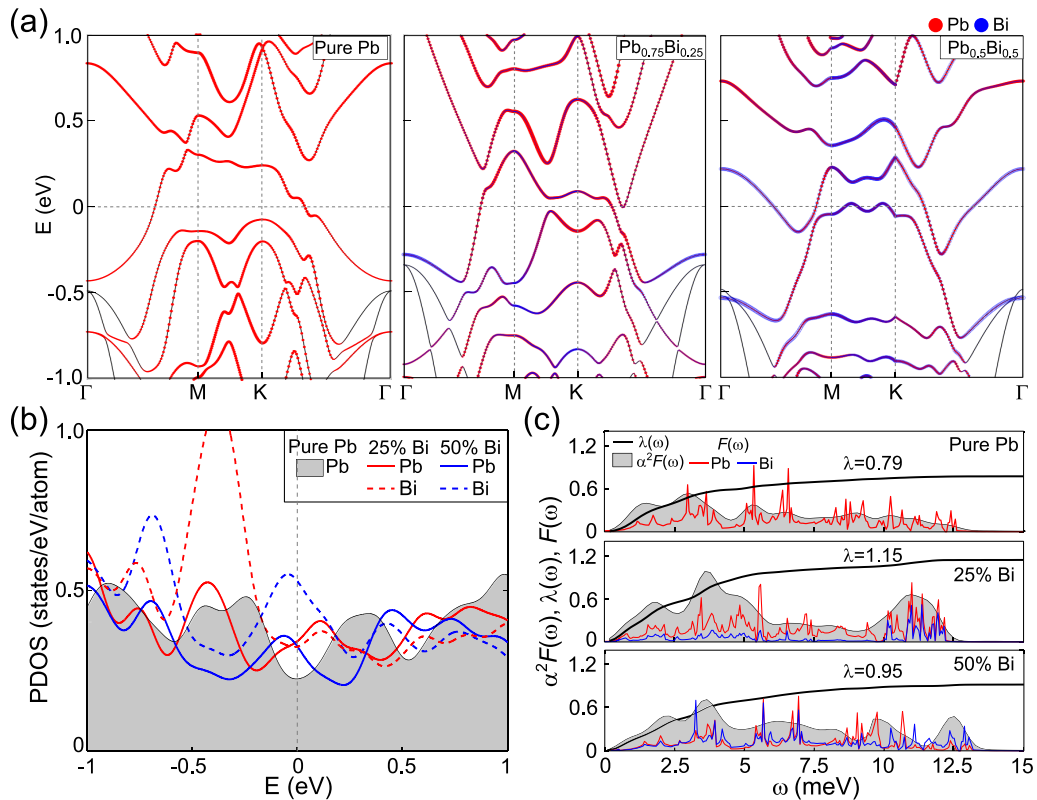 (a)
Pb Bi
1.0
0.5
0
-0.5
-1.0
E (eV)
Pure Pb
Pb0.75Bi0.25
Pb0.5Bi0.5
Γ M K Γ
Γ M K Γ
Γ M K Γ
(b)
1.0
0.5
0
PDOS (states/eV/atom)
Pure Pb 25% Bi 50% Bi
Pb Pb Pb
Bi Bi
-1 -0.5 0 0.5 1
E (eV)
(c)
α²F(ω), λ(ω), F(ω)
1.2
0.6
0
λ(ω) F(ω)
α²F(ω) Pb Bi
λ=0.79
Pure Pb
1.2
0.6
0
λ=1.15
25% Bi
1.2
0.6
0
λ=0.95
50% Bi
0 2.5 5 7.5 10 12.5 15
ω (meV)